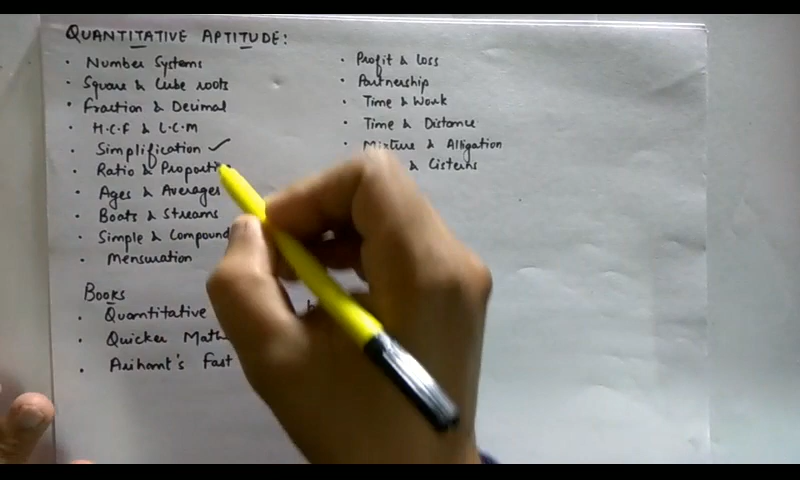 QUANTITATIVE APTITUDE:
· Number Systems
· Square & Cube roots
· Fraction & Decimal
· H.C.F & L.C.M
· Simplification ✓
· Ratio & Proporti
· Ages & Averages
· Boats & Streams
· Simple & Compound
· Mensuration
· Profit & Loss
· Partnership
· Time & Work
· Time & Distance
· Mixture & Alligation
& Cisterns
Books
· Quantitative
· Quicker Math
· Arihant's Fast